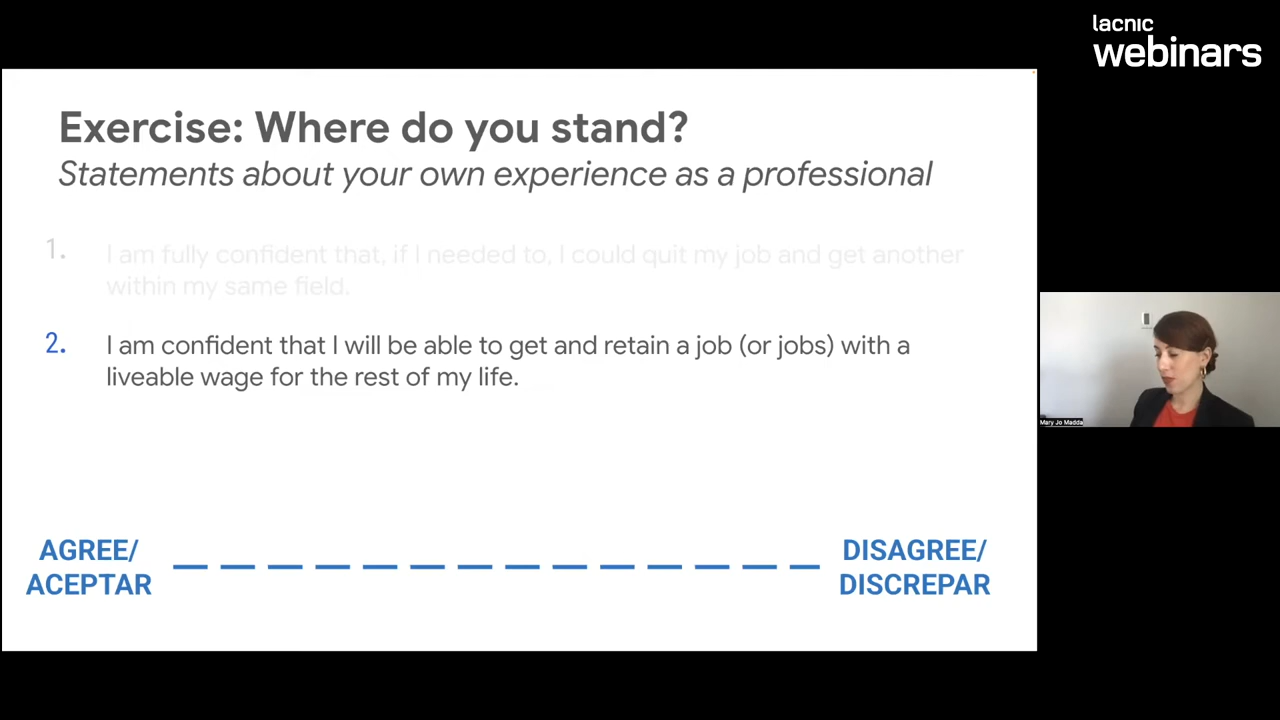 lacnic
webinars
Exercise: Where do you stand?
Statements about your own experience as a professional
1. I am fully confident that, if I needed to, I could quit my job and get another
within my same field.
2. I am confident that I will be able to get and retain a job (or jobs) with a
liveable wage for the rest of my life.
AGREE/
ACEPTAR
DISAGREE/
DISCREPAR
Mary Jo Madda